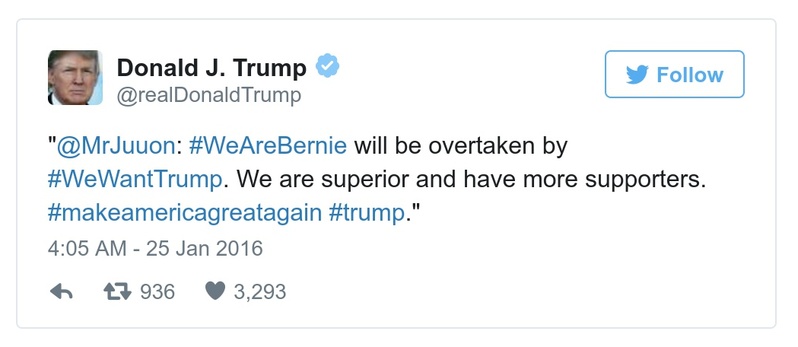 Donald J. Trump
@realDonaldTrump
Follow
"@MrJuuon: #WeAreBernie will be overtaken by
#WeWantTrump. We are superior and have more supporters.
#makeamericagreatagain #trump."
4:05 AM - 25 Jan 2016
936 3,293